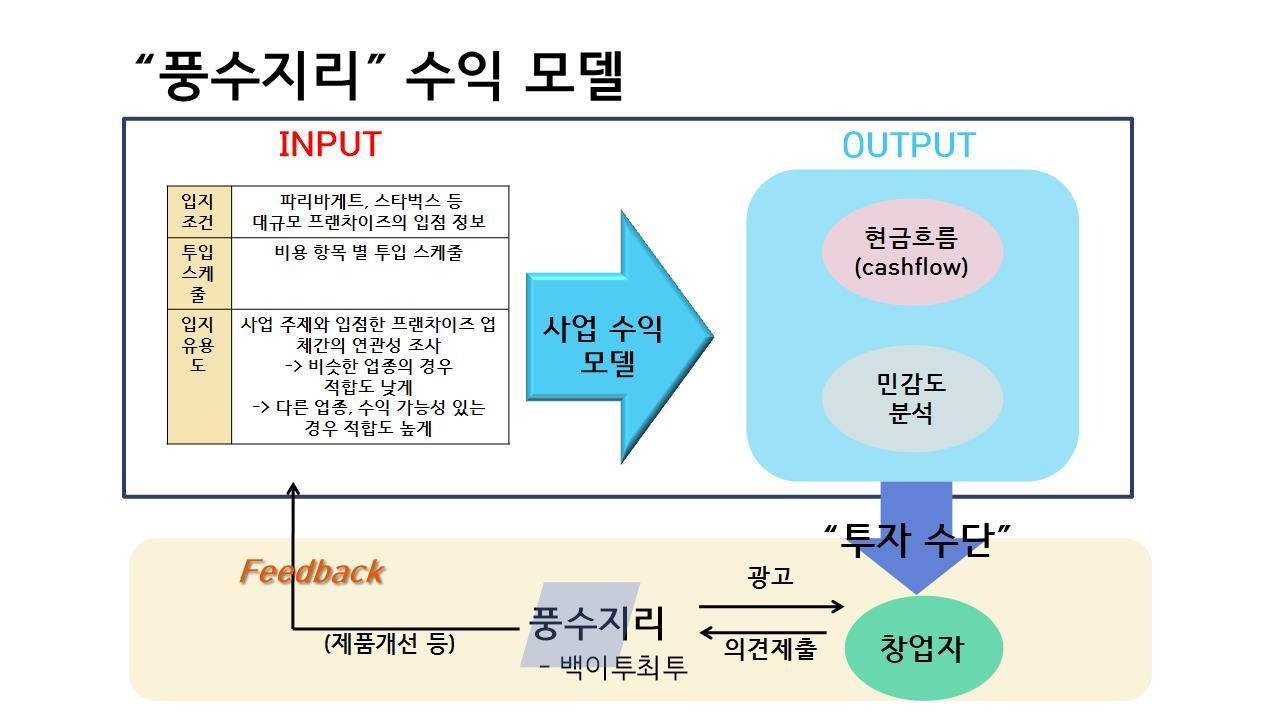 “풍수지리” 수익 모델
INPUT
OUTPUT
입지
조건
파리바게트, 스타벅스 등
대규모 프랜차이즈의 입점 정보
투입
스케
줄
비용 항목 별 투입 스케줄
입지
유용
도
사업 주제와 입점한 프랜차이즈 업
체간의 연관성 조사
-> 비슷한 업종의 경우
적합도 낮게
-> 다른 업종, 수익 가능성 있는
경우 적합도 높게
사업 수익
모델
현금흐름
(cashflow)
민감도
분석
“투자 수단”
Feedback
(제품개선 등)
풍수지리
- 백이투최투
광고
의견제출
창업자